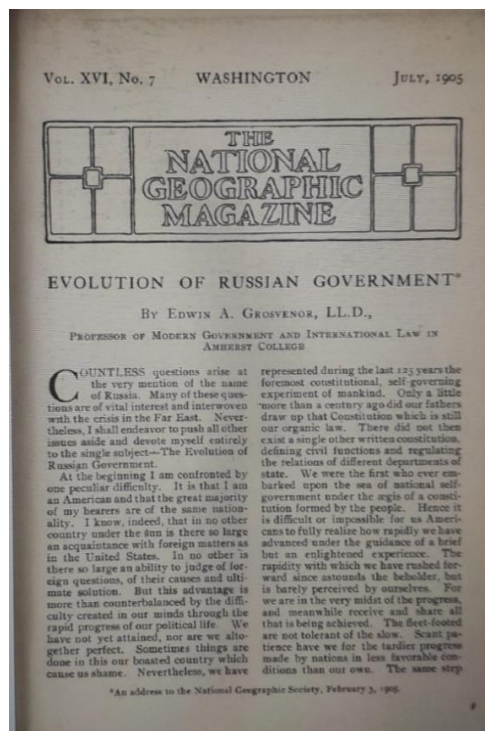 VOL. XVI, No. 7 WASHINGTON JULY, 1905
THE
NATIONAL
GEOGRAPHIC
MAGAZINE
EVOLUTION OF RUSSIAN GOVERNMENT*
BY EDWIN A. GROSVENOR, LL.D.,
PROFESSOR OF MODERN GOVERNMENT AND INTERNATIONAL LAW IN
AMHERST COLLEGE
COUNTLESS questions arise at
the very mention of the name
of Russia. Many of these ques-
tions are of vital interest and interwoven
with the crisis in the Far East. Never-
theless, I shall endeavor to push all other
issues aside and devote myself entirely
to the single subject—The Evolution of
Russian Government.
At the beginning I am confronted by
one peculiar difficulty. It is that I am
an American and that the great majority
of my hearers are of the same nation-
ality. I know, indeed, that in no other
country under the sun is there so large
an acquaintance with foreign matters as
in the United States. In no other is
there so large an ability to judge of for-
eign questions, of their causes and ulti-
mate solution. But this advantage is
more than counterbalanced by the diffi-
culty created in our minds through the
rapid progress of our political life. We
have not yet attained, nor are we alto-
gether perfect. Sometimes things are
done in this our boasted country which
cause us shame. Nevertheless, we have
represented during the last 125 years the
foremost constitutional, self-governing
experiment of mankind. Only a little
more than a century ago did our fathers
draw up that Constitution which is still
our organic law. There did not then
exist a single other written constitution,
defining civil functions and regulating
the relations of different departments of
state. We were the first who ever em-
barked upon the sea of national self-
government under the ægis of a consti-
tution formed by the people. Hence it
is difficult or impossible for us Ameri-
cans to fully realize how rapidly we have
advanced under the guidance of a brief
but an enlightened experience. The
rapidity with which we have rushed for-
ward since astounds the beholder, but
is barely perceived by ourselves. For
we are in the very midst of the progress,
and meanwhile receive and share all
that is being achieved. The fleet-footed
are not tolerant of the slow. Scant pa-
tience have we for the tardier progress
made by nations in less favorable con-
ditions than our own. The same step
*An address to the National Geographic Society, February 3, 1905.